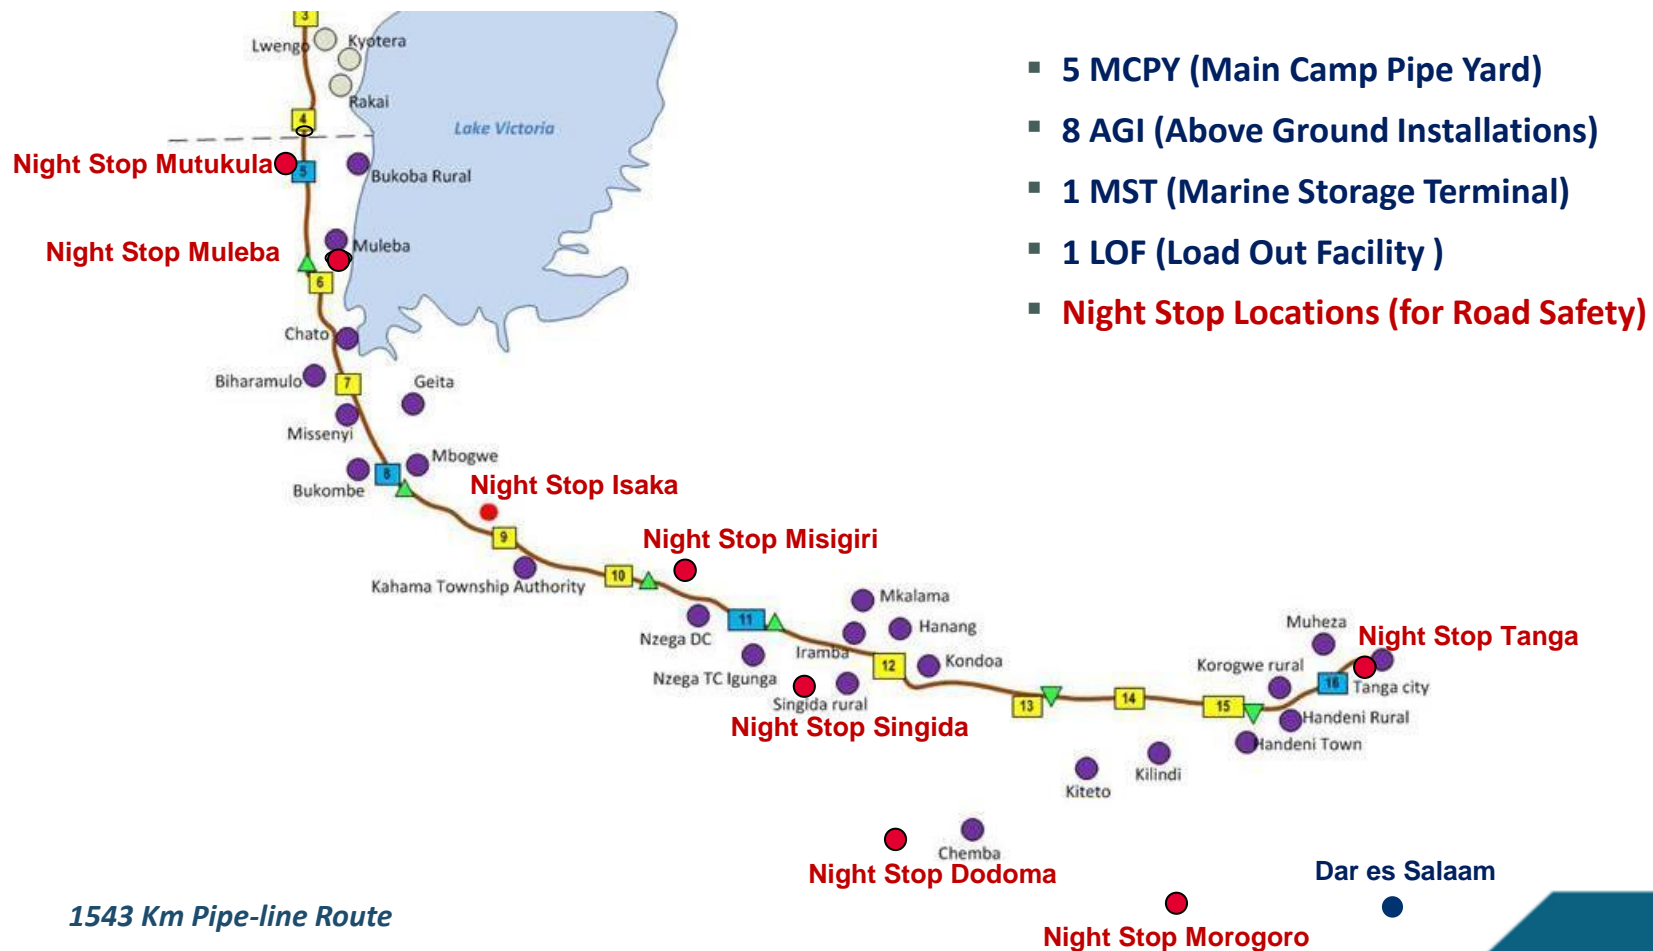 3
Lwengo
Kyotera
Rakai
4
Lake Victoria
Night Stop Mutukula
5
Bukoba Rural
Night Stop Muleba
Muleba
6
Chato
Biharamulo
7
Geita
Missenyi
Mbogwe
8
Bukombe
Night Stop Isaka
9
Kahama Township Authority
10
Night Stop Misigiri
Nzega DC
11
Nzega TC Igunga
Mkalama
Hanang
Iramba
12
Kondoa
Singida rural
Night Stop Singida
13
14
15
Muheza
Night Stop Tanga
Korogwe rural
16
Tanga city
Handeni Rural
Handeni Town
Kilindi
Kiteto
Chemba
Night Stop Dodoma
Dar es Salaam
Night Stop Morogoro
1543 Km Pipe-line Route
▪ 5 MCPY (Main Camp Pipe Yard)
▪ 8 AGI (Above Ground Installations)
▪ 1 MST (Marine Storage Terminal)
▪ 1 LOF (Load Out Facility )
▪ Night Stop Locations (for Road Safety)